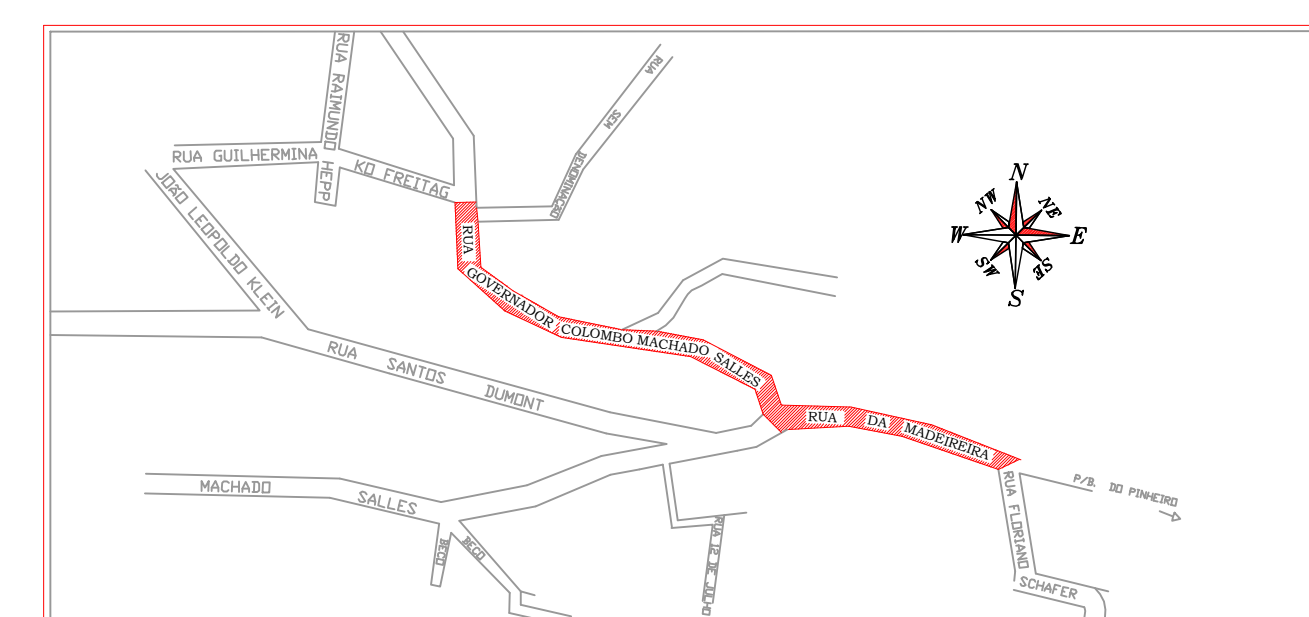 RUA RAIMUNDO HEPP
RUA SEM DENOMINAÇÃO
RUA GUILHERMINA KO FREITAG
JOÃO LEOPOLDO KLEIN
N
NW
NE
W
E
SW
SE
S
RUA GOVERNADOR COLOMBO MACHADO SALLES
RUA SANTOS DUMONT
RUA DA MADEIREIRA
P/B. DO PINHEIRO
MACHADO SALLES
RUA FLORIANO SCHAFER
BECO
BECO
RUA 12 DE JULHO